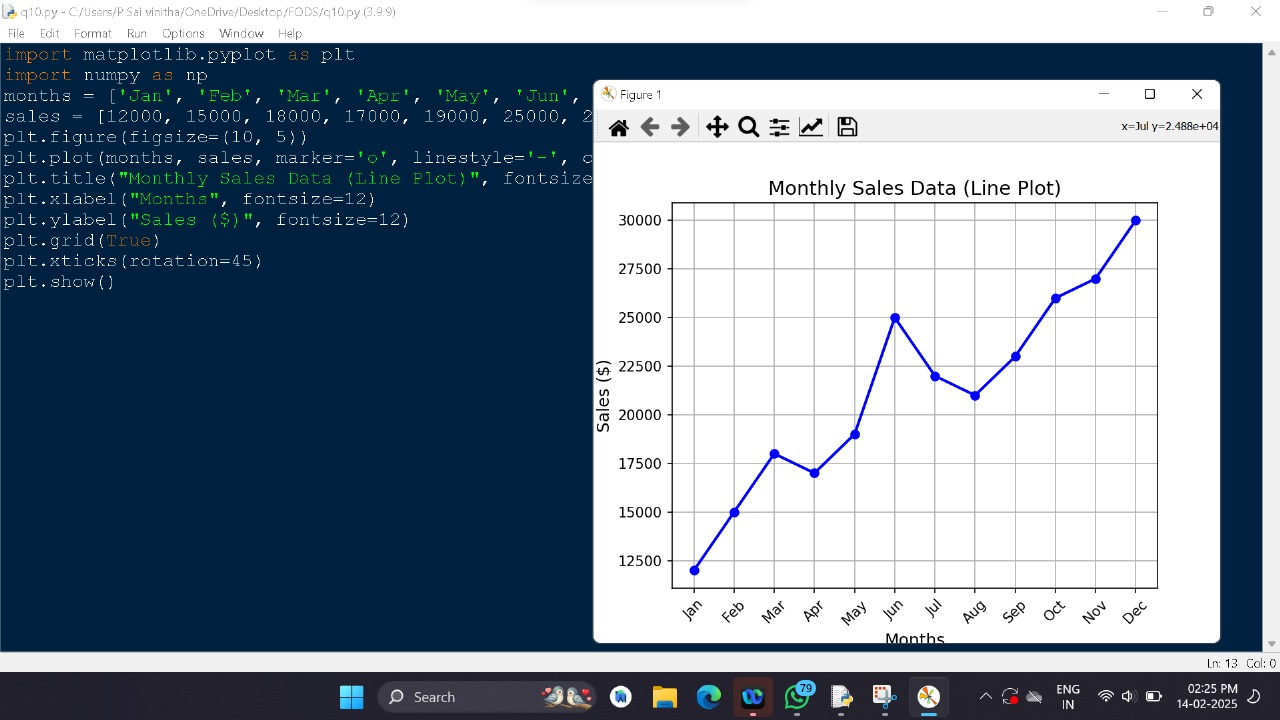 q10.py - C:/Users/P Sai vinitha/OneDrive/Desktop/FODS/q10.py (3.9.9)
File Edit Format Run Options Window Help
import matplotlib.pyplot as plt
import numpy as np
months = ['Jan', 'Feb', 'Mar', 'Apr', 'May', 'Jun',
sales = [12000, 15000, 18000, 17000, 19000, 25000, 2
plt.figure(figsize=(10, 5))
plt.plot(months, sales, marker='o', linestyle='-', c
plt.title("Monthly Sales Data (Line Plot)", fontsize
plt.xlabel("Months", fontsize=12)
plt.ylabel("Sales ($)", fontsize=12)
plt.grid(True)
plt.xticks(rotation=45)
plt.show()
Figure 1
x=Jul y=2.488e+04
Monthly Sales Data (Line Plot)
30000
27500
25000
22500
20000
17500
15000
12500
Sales ($)
Jan Feb Mar Apr May Jun Jul Aug Sep Oct Nov Dec
Months
Ln: 13 Col: 0
Search
79
ENG
IN
02:25 PM
14-02-2025